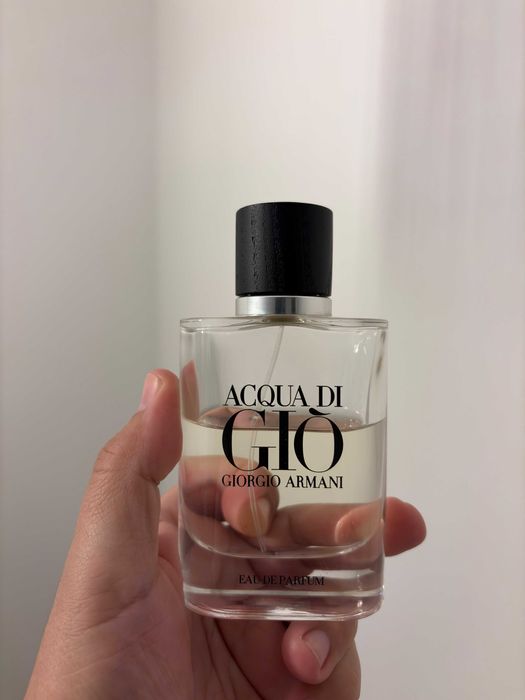 ACQUA DI
GIÒ
GIORGIO ARMANI
EAU DE PARFUM